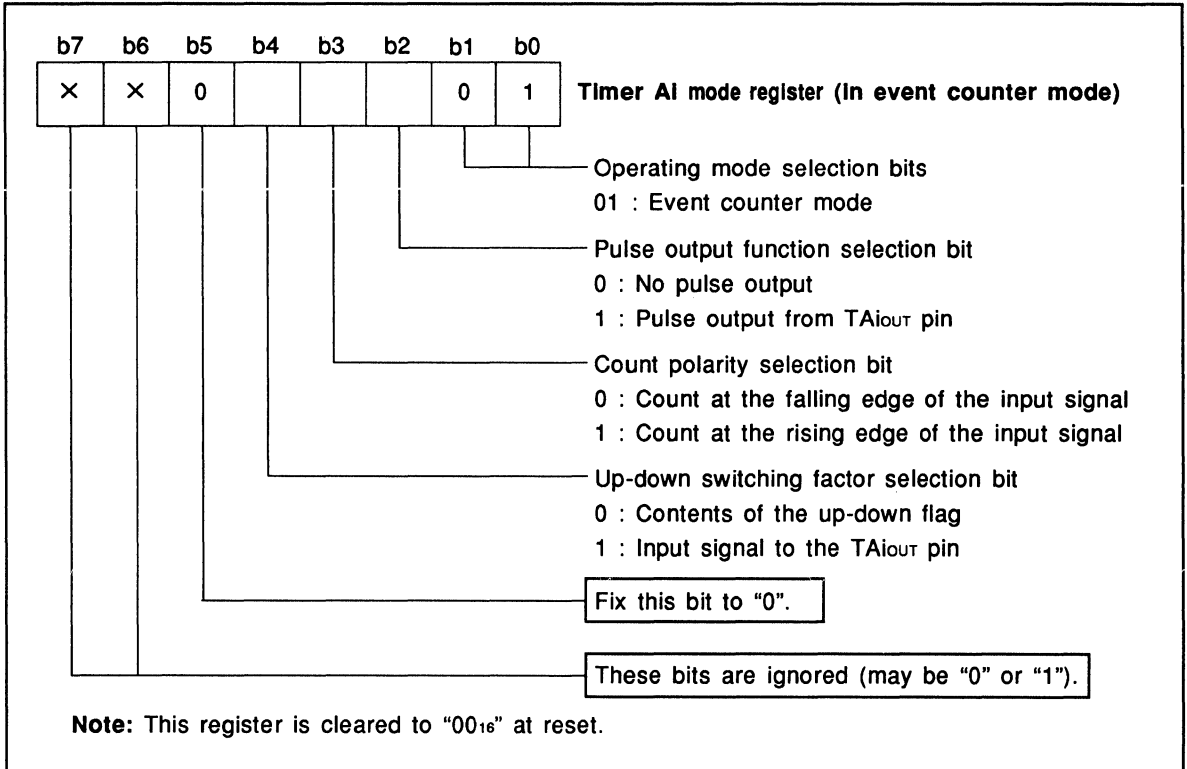 b7 b6 b5 b4 b3 b2 b1 b0
× × 0 0 1 Timer Ai mode register (in event counter mode)
Operating mode selection bits
01 : Event counter mode
Pulse output function selection bit
0 : No pulse output
1 : Pulse output from TAiOUT pin
Count polarity selection bit
0 : Count at the falling edge of the input signal
1 : Count at the rising edge of the input signal
Up-down switching factor selection bit
0 : Contents of the up-down flag
1 : Input signal to the TAiOUT pin
Fix this bit to “0”.
These bits are ignored (may be “0” or “1”).
Note: This register is cleared to “0016” at reset.